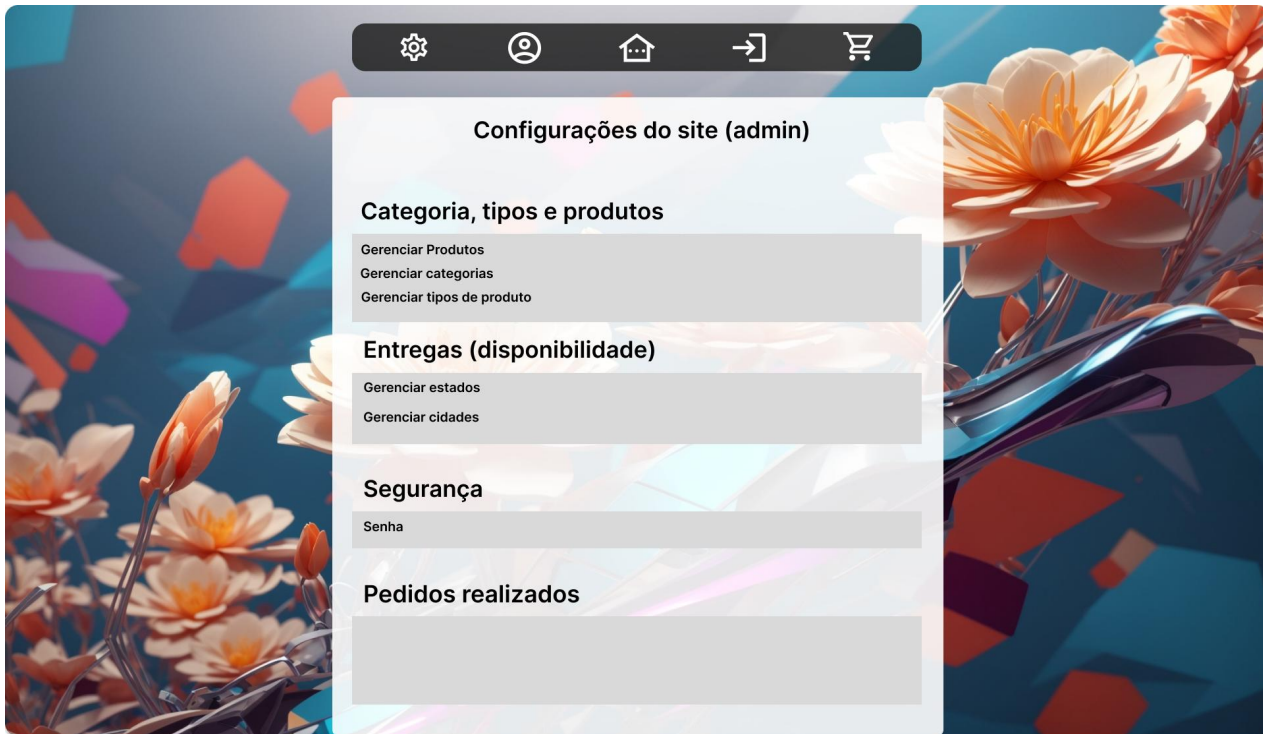 Configurações do site (admin)
Categoria, tipos e produtos
Gerenciar Produtos
Gerenciar categorias
Gerenciar tipos de produto
Entregas (disponibilidade)
Gerenciar estados
Gerenciar cidades
Segurança
Senha
Pedidos realizados